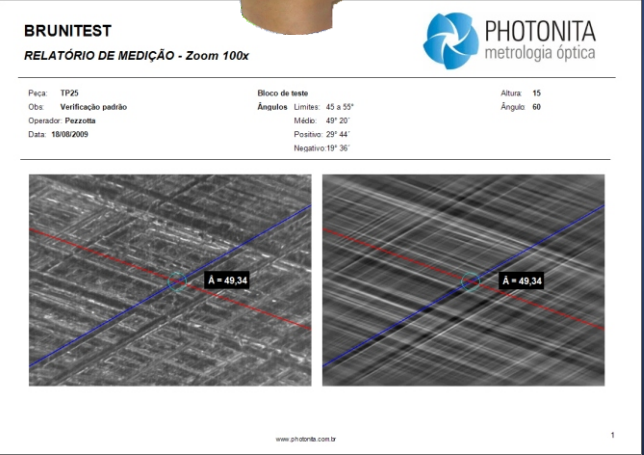 BRUNITEST
RELATÓRIO DE MEDIÇÃO - Zoom 100x
PHOTONITA
metrologia óptica
Peça: TP25
Obs: Verificação padrão
Operador: Pezzotta
Data: 18/08/2009
Bloco de teste
Ângulos Limites: 45 a 55°
Médio: 49° 20´
Positivo: 29° 44´
Negativo: 19° 36´
Altura: 15
Ângulo: 60
Â = 49,34
Â = 49,34
www.photonita.com.br
1